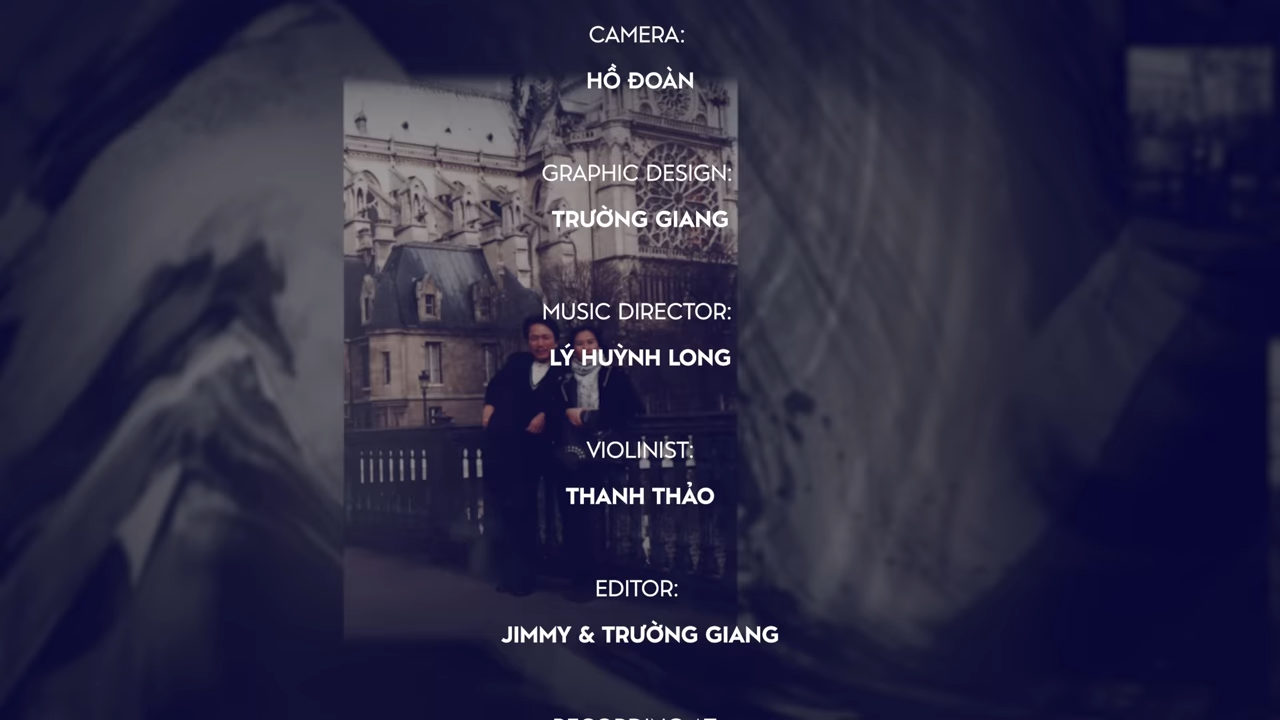 CAMERA:
HỒ ĐOÀN
GRAPHIC DESIGN:
TRƯỜNG GIANG
MUSIC DIRECTOR:
LÝ HUỲNH LONG
VIOLINIST:
THANH THẢO
EDITOR:
JIMMY & TRƯỜNG GIANG